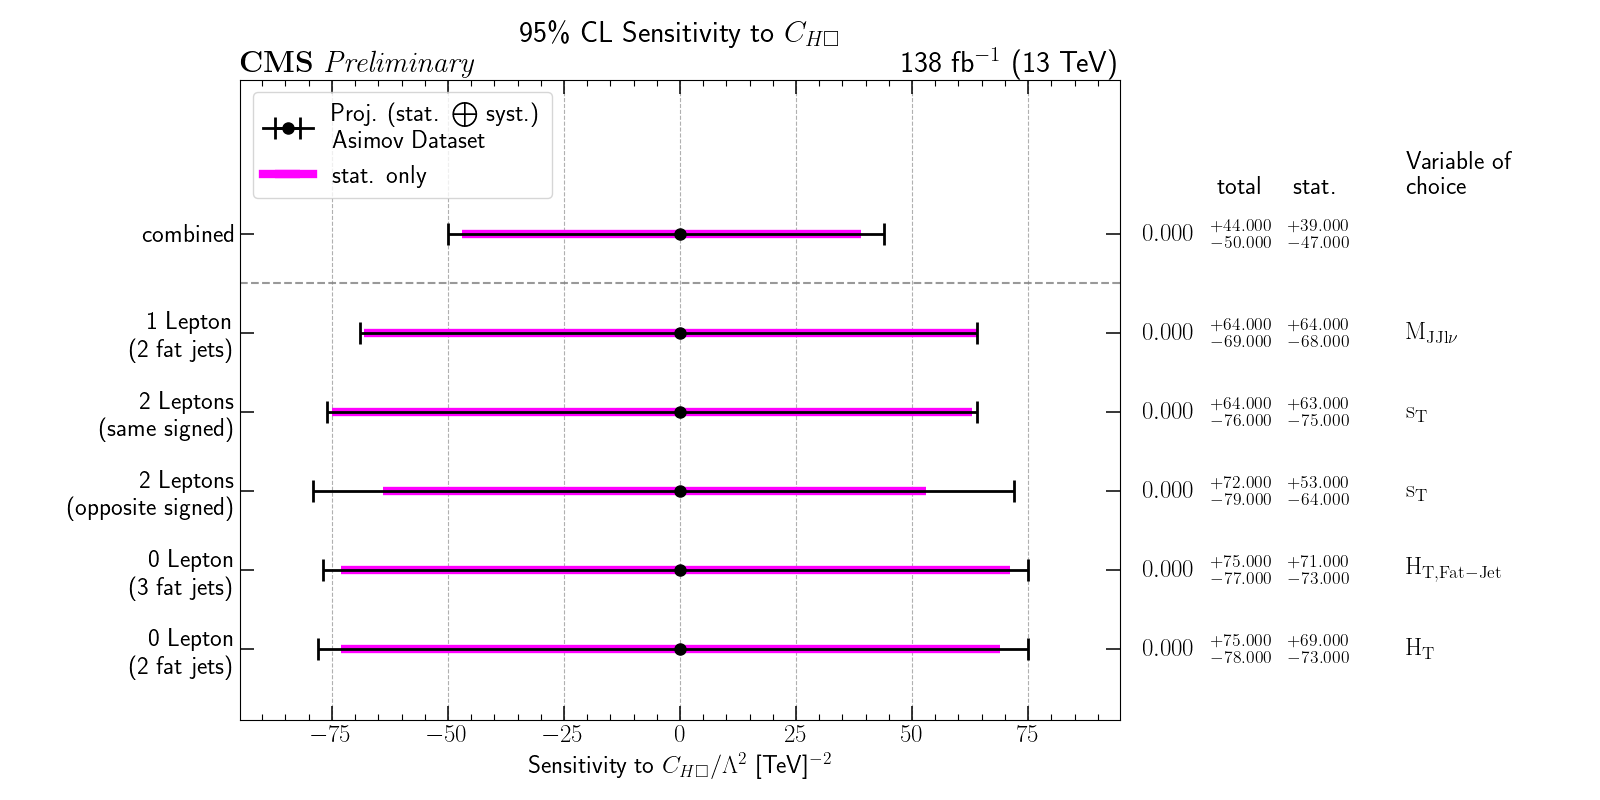 95% CL Sensitivity to C_{H□}
CMS Preliminary
138 fb⁻¹ (13 TeV)
Proj. (stat. ⨁ syst.)
Asimov Dataset
stat. only
Variable of
choice
total stat.
combined
0.000 +44.000 −50.000 +39.000 −47.000
1 Lepton
(2 fat jets)
0.000 +64.000 −69.000 +64.000 −68.000 M_{JJlν}
2 Leptons
(same signed)
0.000 +64.000 −76.000 +63.000 −75.000 s_T
2 Leptons
(opposite signed)
0.000 +72.000 −79.000 +53.000 −64.000 s_T
0 Lepton
(3 fat jets)
0.000 +75.000 −77.000 +71.000 −73.000 H_{T,Fat−Jet}
0 Lepton
(2 fat jets)
0.000 +75.000 −78.000 +69.000 −73.000 H_T
−75 −50 −25 0 25 50 75
Sensitivity to C_{H□}/Λ² [TeV]⁻²